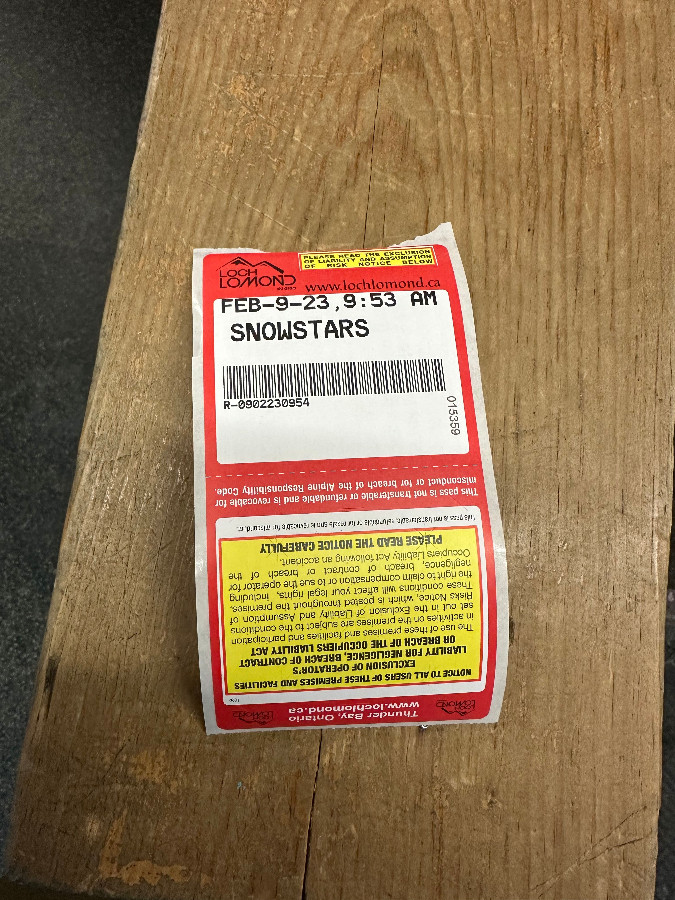 LOCH
LOMOND
PLEASE READ THE EXCLUSION
OF LIABILITY AND ASSUMPTION
OF RISK NOTICE BELOW
www.lochlomond.ca
FEB-9-23,9:53 AM
SNOWSTARS
R-0902230954
015359
This pass is not transferable or refundable and is revocable for
misconduct or for breach of the Alpine Responsibility Code.
Thunder Bay, Ontario
www.lochlomond.ca
LOCH
LOMOND
LOCH
LOMOND
NOTICE TO ALL USERS OF THESE PREMISES AND FACILITIES
EXCLUSION OF OPERATOR'S
LIABILITY FOR NEGLIGENCE, BREACH OF CONTRACT
OR BREACH OF THE OCCUPIERS LIABILITY ACT
The use of these premises and facilities and participation
in activities on the premises are subject to the conditions
set out in the Exclusion of Liability and Assumption of
Risks Notice, which is posted throughout the premises.
These conditions will affect your legal rights, including
the right to claim compensation or to sue the operator for
negligence, breach of contract or breach of the
Occupiers Liability Act following an accident.
PLEASE READ THE NOTICE CAREFULLY